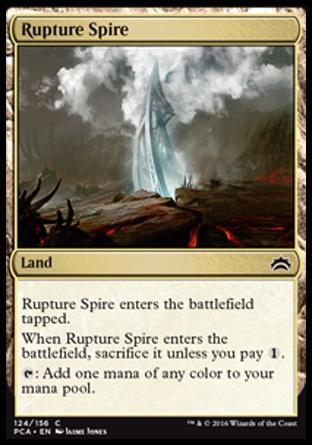 Rupture Spire
Land
Rupture Spire enters the battlefield
tapped.
When Rupture Spire enters the
battlefield, sacrifice it unless you pay 1.
: Add one mana of any color to your
mana pool.
124/156 C
PCA • EN Jaime Jones
™ & © 2016 Wizards of the Coast